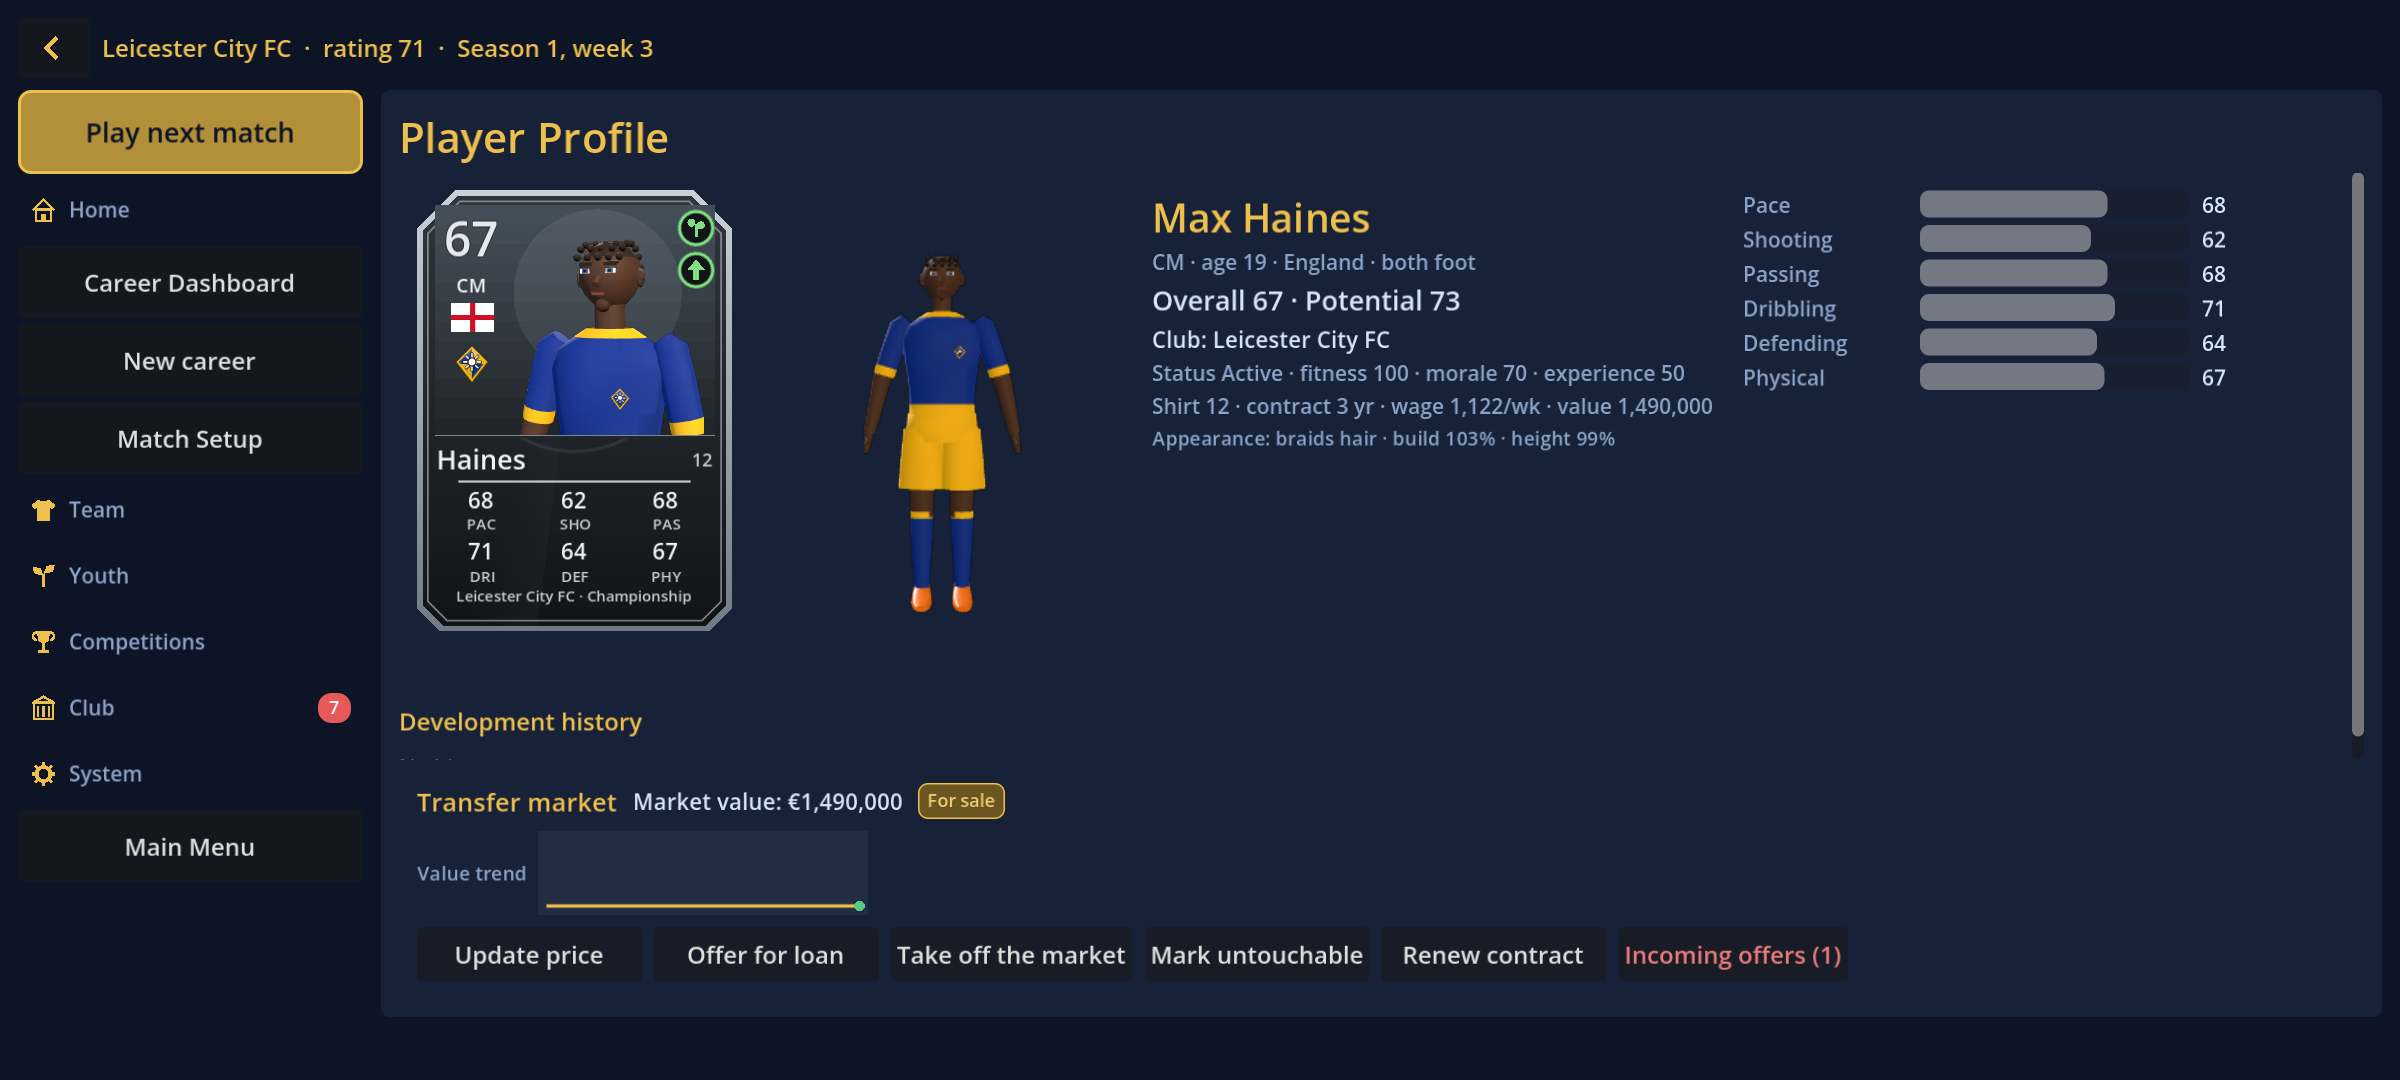 Leicester City FC · rating 71 · Season 1, week 3
Play next match
Home
Career Dashboard
New career
Match Setup
Team
Youth
Competitions
Club 7
System
Main Menu
Player Profile
67
CM
Haines 12
68 62 68
PAC SHO PAS
71 64 67
DRI DEF PHY
Leicester City FC · Championship
Max Haines
CM · age 19 · England · both foot
Overall 67 · Potential 73
Club: Leicester City FC
Status Active · fitness 100 · morale 70 · experience 50
Shirt 12 · contract 3 yr · wage 1,122/wk · value 1,490,000
Appearance: braids hair · build 103% · height 99%
Pace 68
Shooting 62
Passing 68
Dribbling 71
Defending 64
Physical 67
Development history
Transfer market Market value: €1,490,000 For sale
Value trend
Update price Offer for loan Take off the market Mark untouchable Renew contract Incoming offers (1)